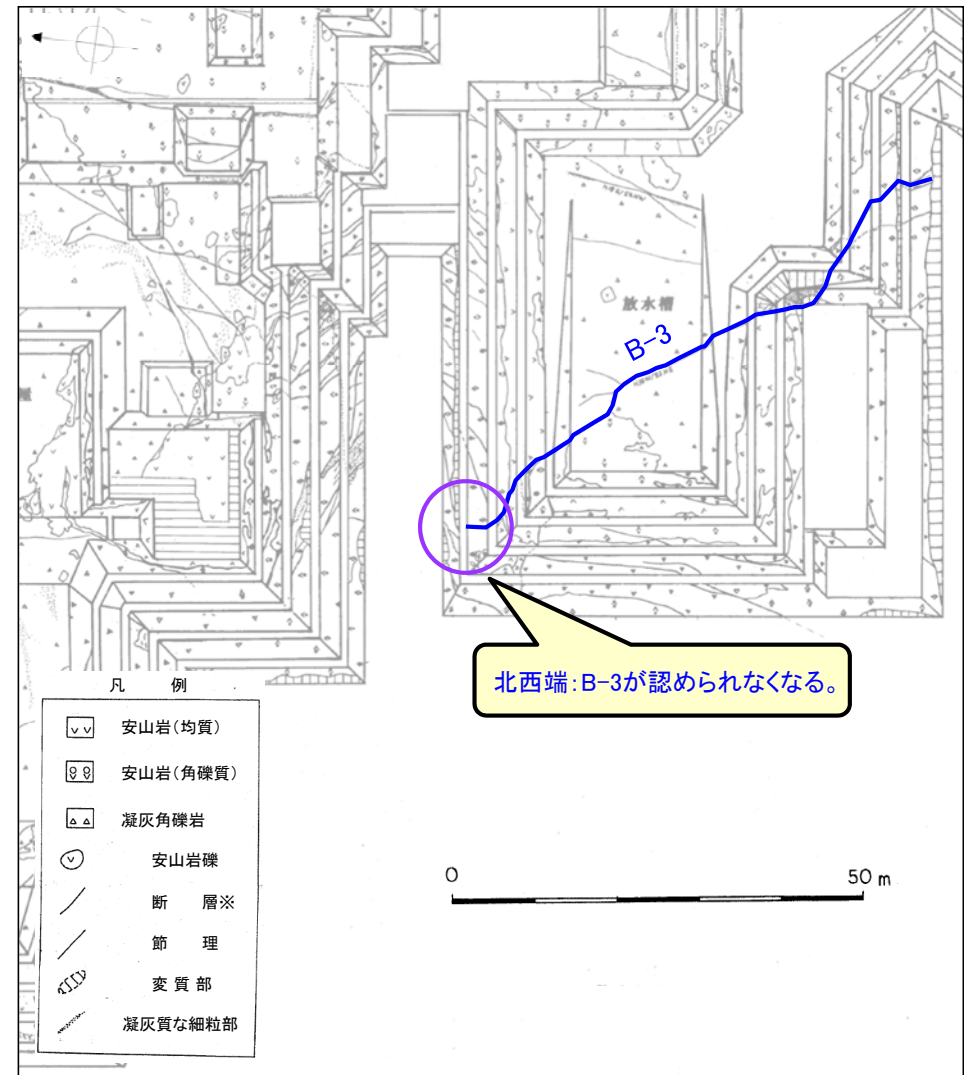 放水槽
B-3
北西端:B-3が認められなくなる。
凡 例
安山岩(均質)
安山岩(角礫質)
凝灰角礫岩
安山岩礫
断 層※
節 理
変 質 部
凝灰質な細粒部
0 50 m